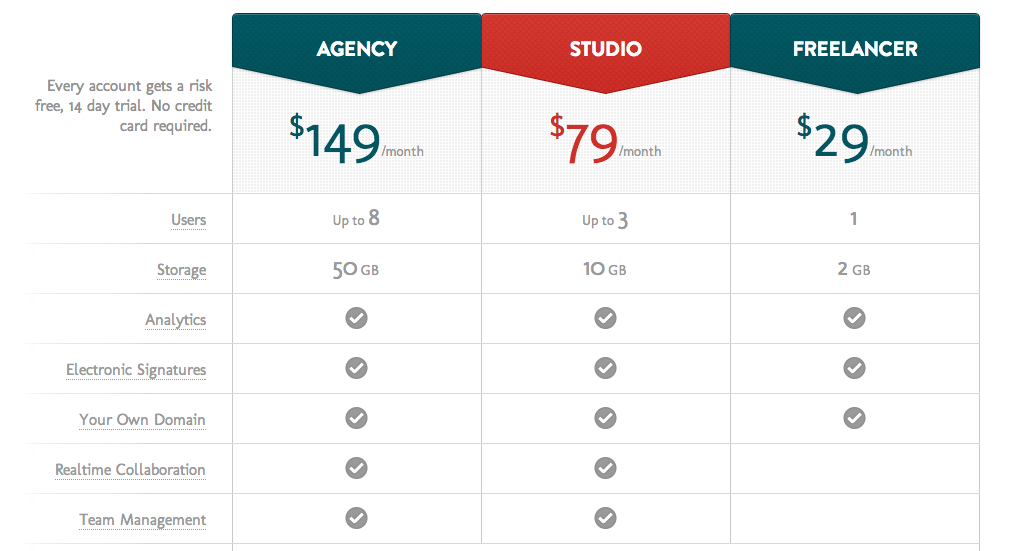 AGENCY STUDIO FREELANCER
Every account gets a risk
free, 14 day trial. No credit
card required.
$149/month $79/month $29/month
Users Up to 8 Up to 3 1
Storage 50 GB 10 GB 2 GB
Analytics
Electronic Signatures
Your Own Domain
Realtime Collaboration
Team Management